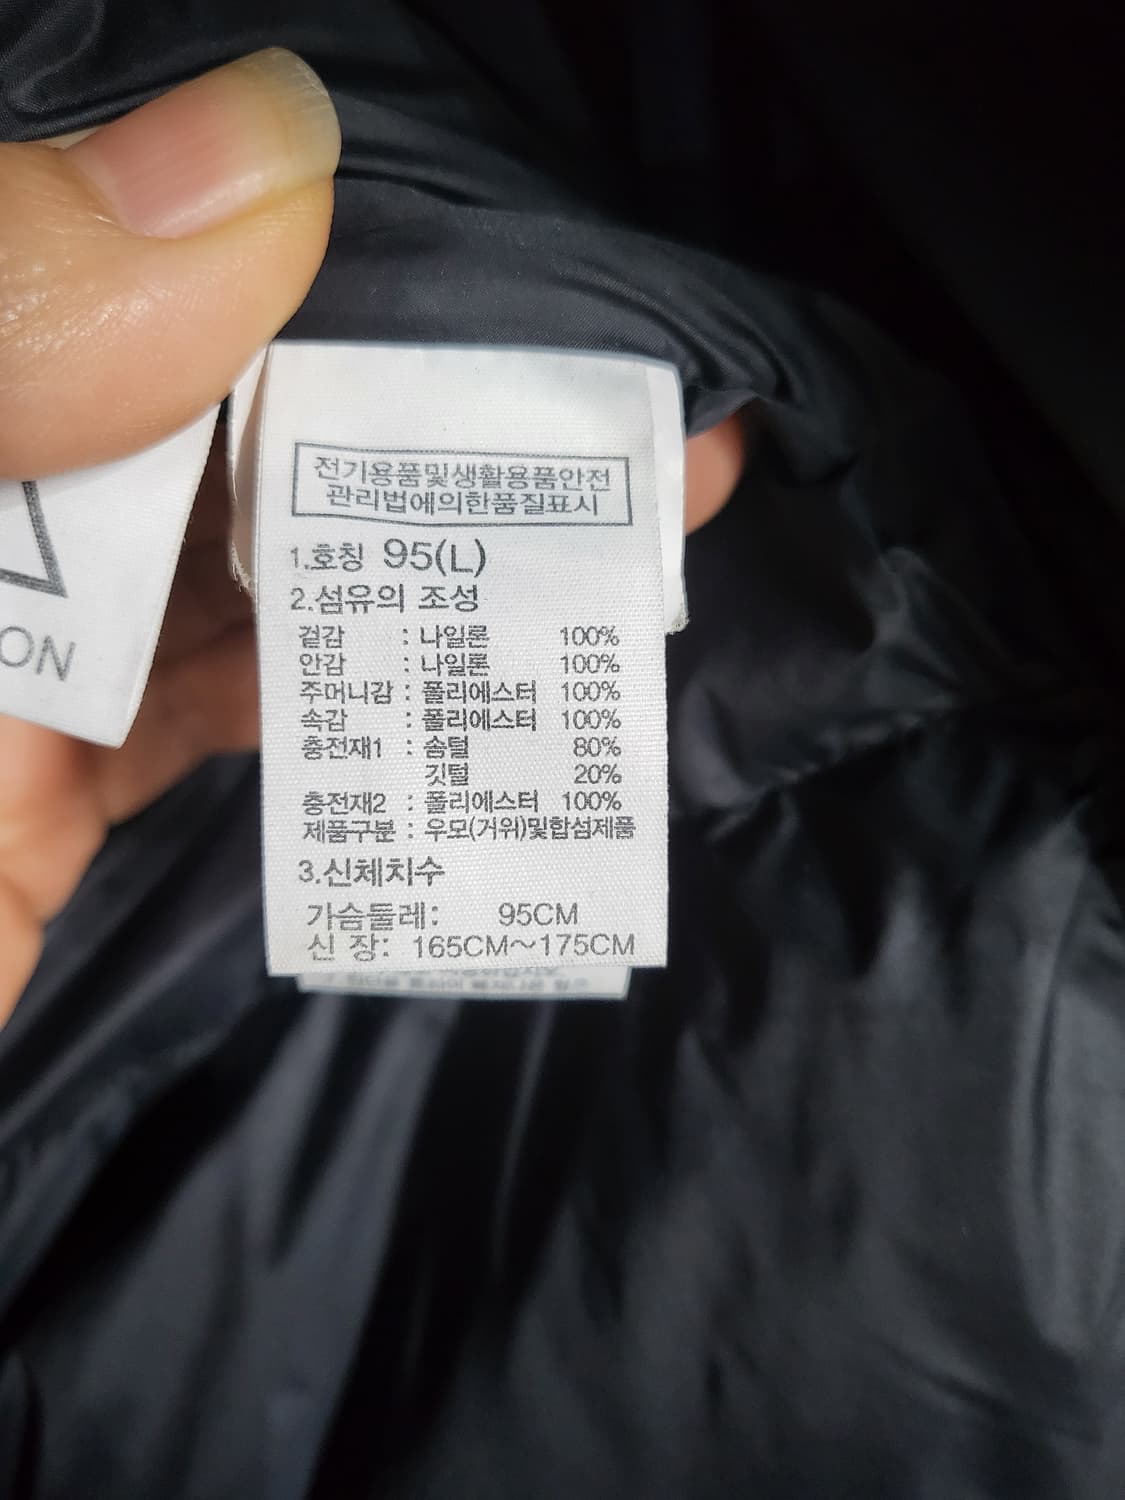 전기용품및생활용품안전
관리법에의한품질표시
1.호칭 95(L)
2.섬유의 조성
겉감 : 나일론 100%
안감 : 나일론 100%
주머니감 : 폴리에스터 100%
속감 : 폴리에스터 100%
충전재1 : 솜털 80%
깃털 20%
충전재2 : 폴리에스터 100%
제품구분 : 우모(거위)및합섬제품
3.신체치수
가슴둘레: 95CM
신 장: 165CM~175CM
ON